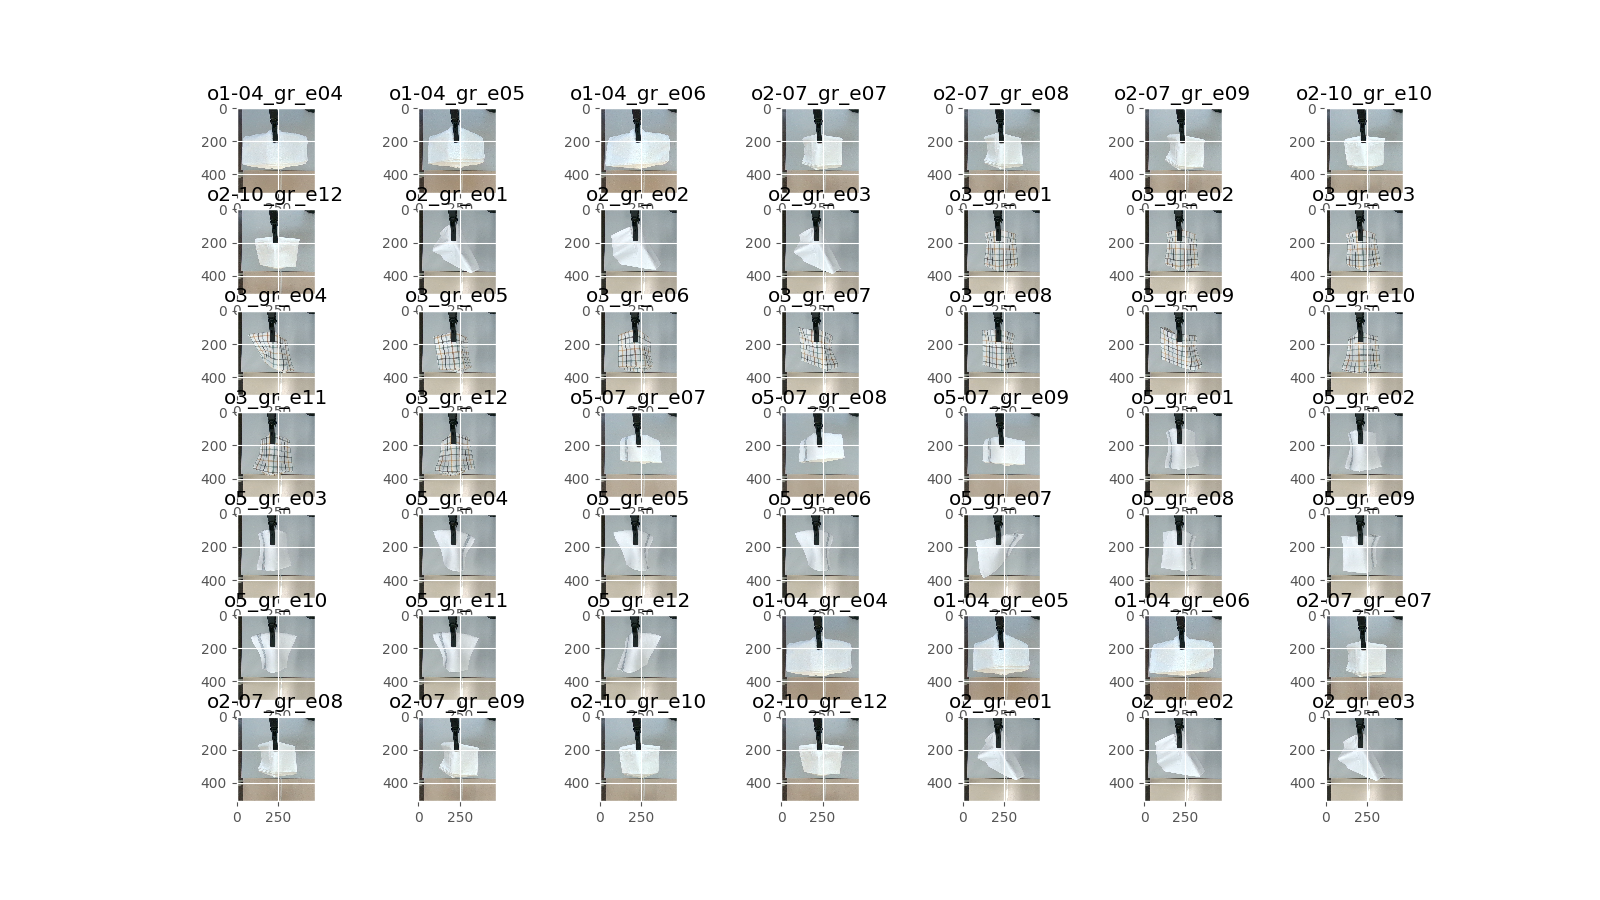 o1-04_gr_e04 o1-04_gr_e05 o1-04_gr_e06 o2-07_gr_e07 o2-07_gr_e08 o2-07_gr_e09 o2-10_gr_e10
0 0 0 0 0 0 0
200 200 200 200 200 200 200
400 400 400 400 400 400 400
o2-10_gr_e12 o2_gr_e01 o2_gr_e02 o2_gr_e03 o3_gr_e01 o3_gr_e02 o3_gr_e03
0 0 0 0 0 0 0
200 200 200 200 200 200 200
400 400 400 400 400 400 400
o3_gr_e04 o3_gr_e05 o3_gr_e06 o3_gr_e07 o3_gr_e08 o3_gr_e09 o3_gr_e10
0 0 0 0 0 0 0
200 200 200 200 200 200 200
400 400 400 400 400 400 400
o3_gr_e11 o3_gr_e12 o5-07_gr_e07 o5-07_gr_e08 o5-07_gr_e09 o5_gr_e01 o5_gr_e02
0 0 0 0 0 0 0
200 200 200 200 200 200 200
400 400 400 400 400 400 400
o5_gr_e03 o5_gr_e04 o5_gr_e05 o5_gr_e06 o5_gr_e07 o5_gr_e08 o5_gr_e09
0 0 0 0 0 0 0
200 200 200 200 200 200 200
400 400 400 400 400 400 400
o5_gr_e10 o5_gr_e11 o5_gr_e12 o1-04_gr_e04 o1-04_gr_e05 o1-04_gr_e06 o2-07_gr_e07
0 0 0 0 0 0 0
200 200 200 200 200 200 200
400 400 400 400 400 400 400
o2-07_gr_e08 o2-07_gr_e09 o2-10_gr_e10 o2-10_gr_e12 o2_gr_e01 o2_gr_e02 o2_gr_e03
0 0 0 0 0 0 0
200 200 200 200 200 200 200
400 400 400 400 400 400 400
0 250 0 250 0 250 0 250 0 250 0 250 0 250